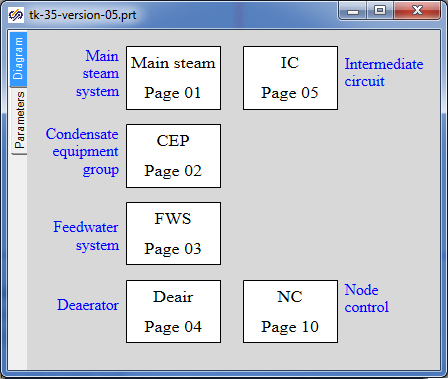 tk-35-version-05.prt
Diagram
Parameters
Main
steam
system
Main steam
Page 01
IC
Page 05
Intermediate
circuit
Condensate
equipment
group
CEP
Page 02
Feedwater
system
FWS
Page 03
Deaerator
Deair
Page 04
NC
Page 10
Node
control